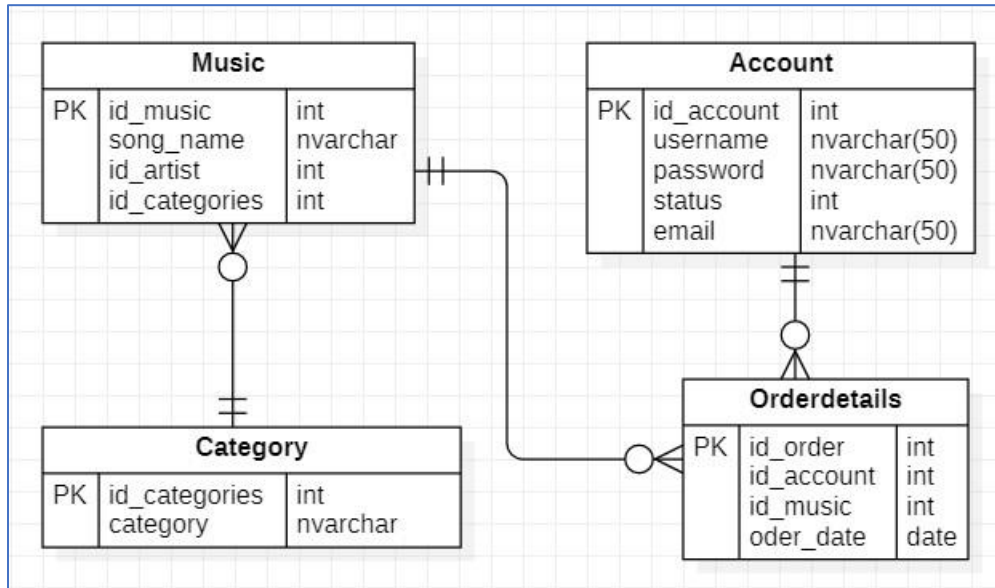 Music
PK id_music int
song_name nvarchar
id_artist int
id_categories int
Account
PK id_account int
username nvarchar(50)
password nvarchar(50)
status int
email nvarchar(50)
Category
PK id_categories int
category nvarchar
Orderdetails
PK id_order int
id_account int
id_music int
oder_date date